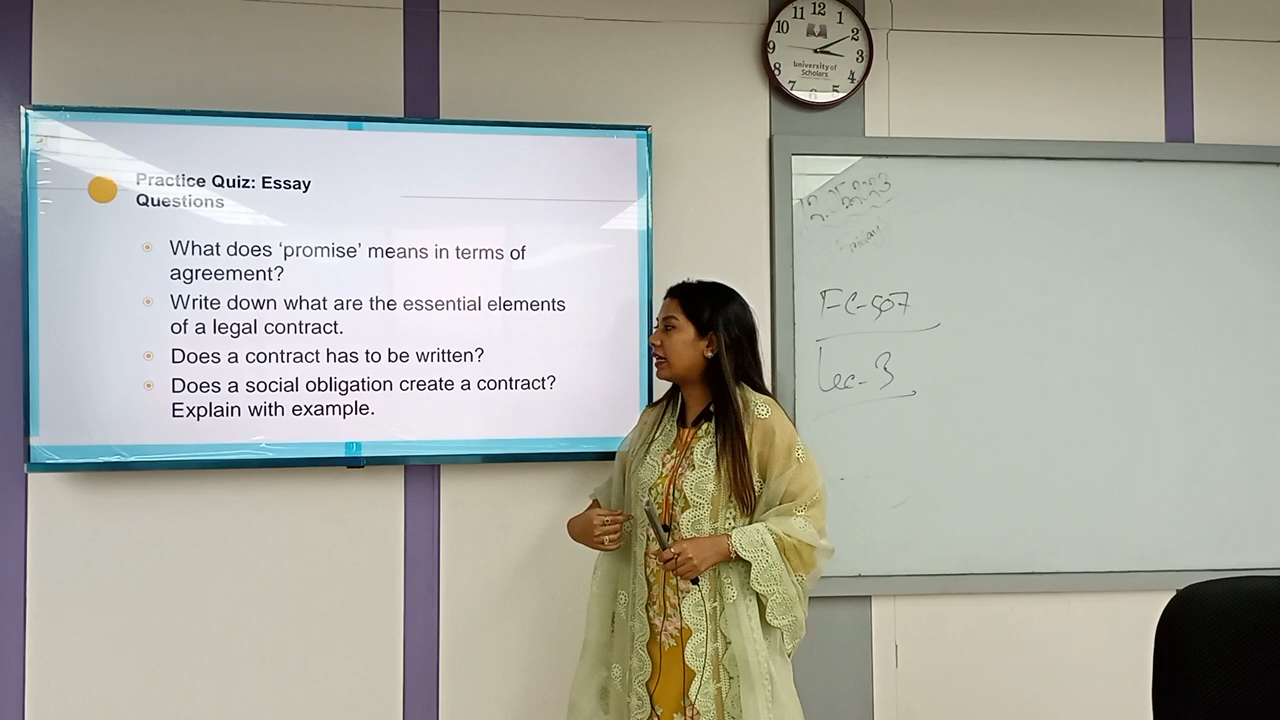 Practice Quiz: Essay
Questions
What does ‘promise’ means in terms of
agreement?
Write down what are the essential elements
of a legal contract.
Does a contract has to be written?
Does a social obligation create a contract?
Explain with example.
12
11 1
10 2
9 3
8 4
7 5
6
University of
Scholars
FC-507
Lec-3